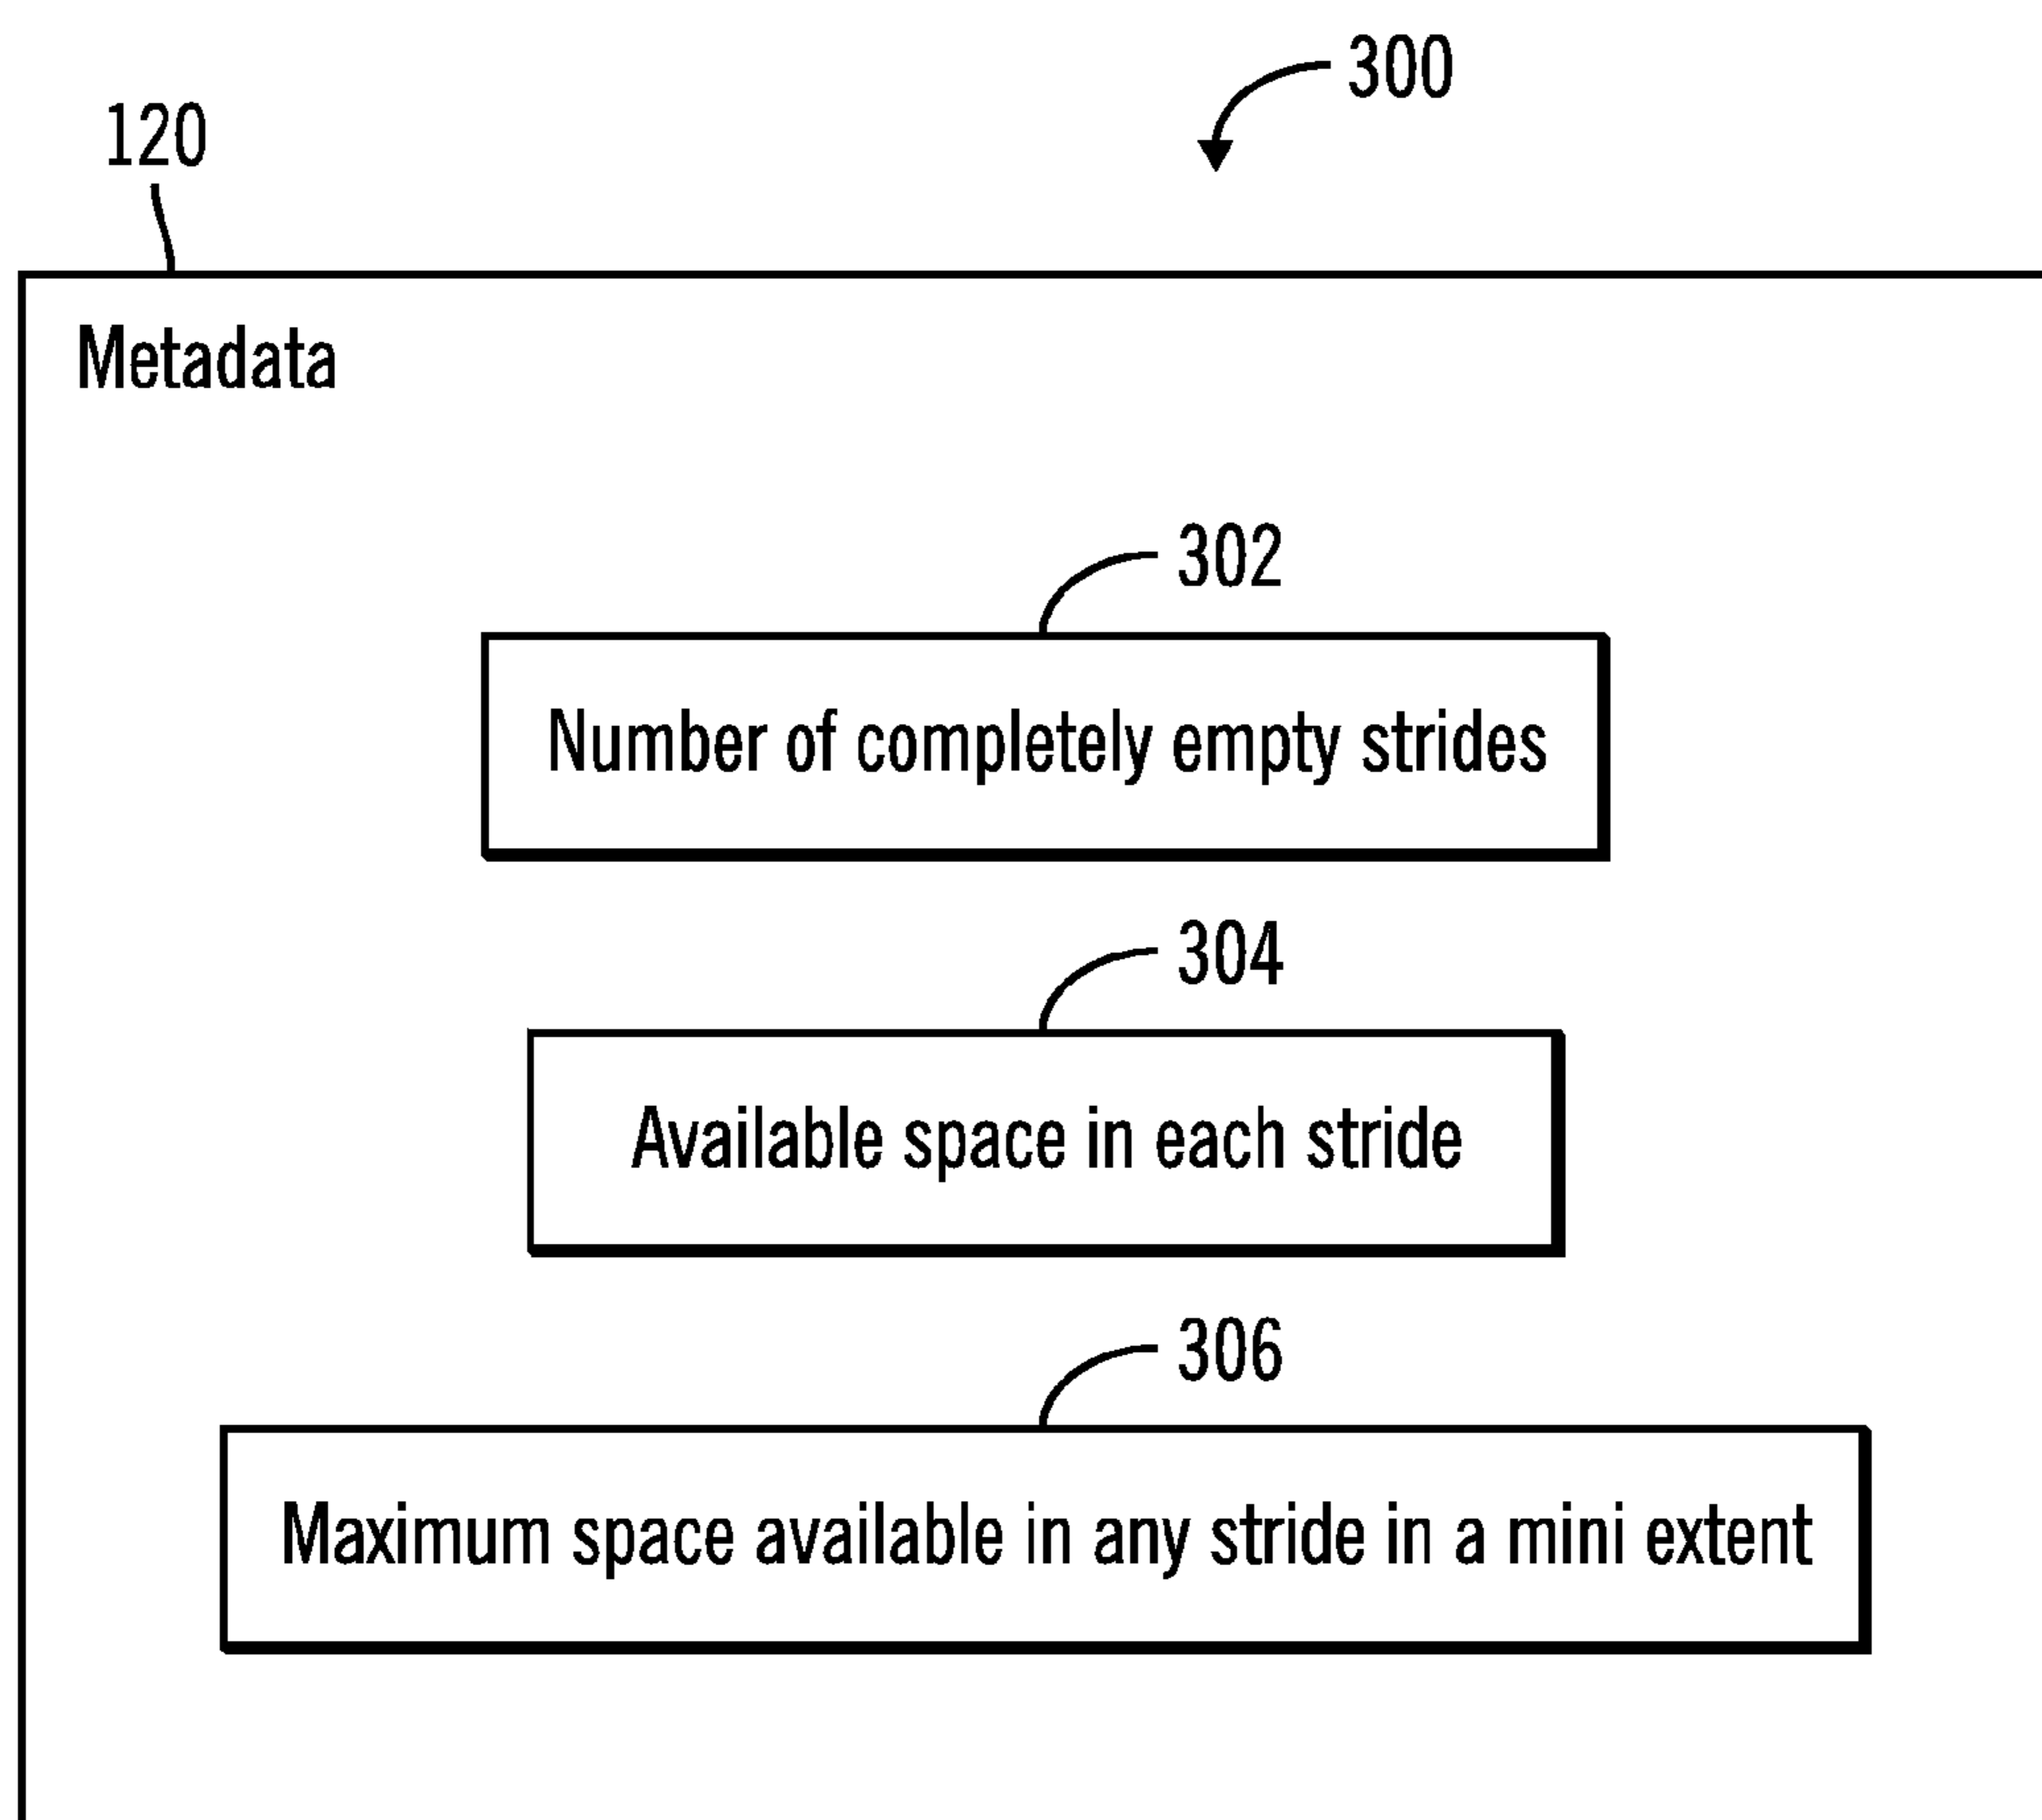 300
120
Metadata
302
Number of completely empty strides
304
Available space in each stride
306
Maximum space available in any stride in a mini extent